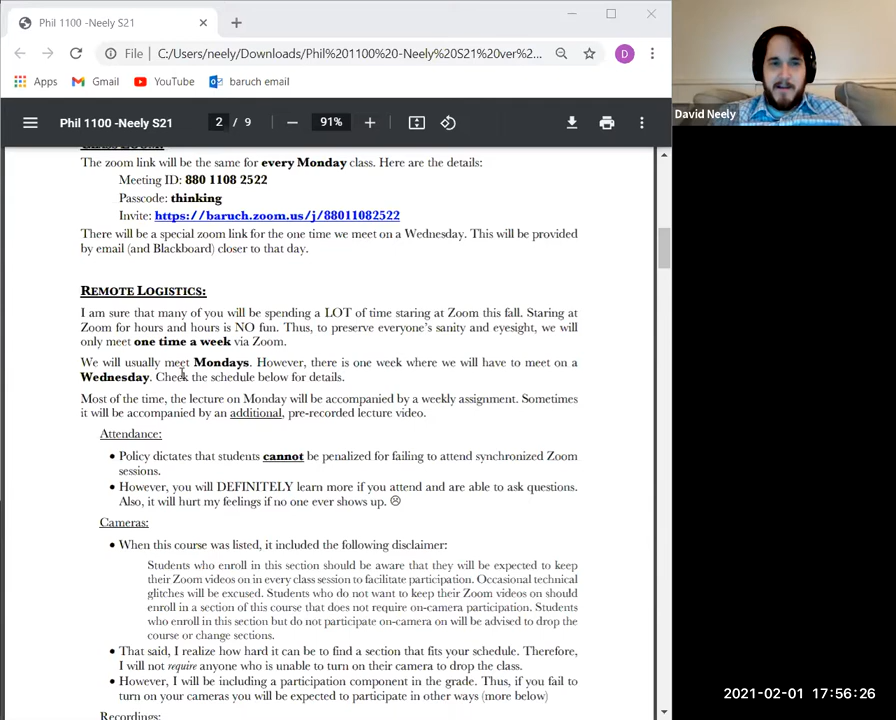 Phil 1100 -Neely S21
File
C:/Users/neely/Downloads/Phil%201100%20-Neely%20S21%20ver%2...
D
Apps
Gmail
YouTube
baruch email
Phil 1100 -Neely S21
2 / 9
91%
David Neely
The zoom link will be the same for every Monday class. Here are the details:
Meeting ID: 880 1108 2522
Passcode: thinking
Invite: https://baruch.zoom.us/j/88011082522
There will be a special zoom link for the one time we meet on a Wednesday. This will be provided
by email (and Blackboard) closer to that day.
REMOTE LOGISTICS:
I am sure that many of you will be spending a LOT of time staring at Zoom this fall. Staring at
Zoom for hours and hours is NO fun. Thus, to preserve everyone's sanity and eyesight, we will
only meet one time a week via Zoom.
We will usually meet Mondays. However, there is one week where we will have to meet on a
Wednesday. Check the schedule below for details.
Most of the time, the lecture on Monday will be accompanied by a weekly assignment. Sometimes
it will be accompanied by an additional, pre-recorded lecture video.
Attendance:
• Policy dictates that students cannot be penalized for failing to attend synchronized Zoom
sessions.
• However, you will DEFINITELY learn more if you attend and are able to ask questions.
Also, it will hurt my feelings if no one ever shows up. ☹
Cameras:
• When this course was listed, it included the following disclaimer:
Students who enroll in this section should be aware that they will be expected to keep
their Zoom videos on in every class session to facilitate participation. Occasional technical
glitches will be excused. Students who do not want to keep their Zoom videos on should
enroll in a section of this course that does not require on-camera participation. Students
who enroll in this section but do not participate on-camera on will be advised to drop the
course or change sections.
• That said, I realize how hard it can be to find a section that fits your schedule. Therefore,
I will not require anyone who is unable to turn on their camera to drop the class.
• However, I will be including a participation component in the grade. Thus, if you fail to
turn on your cameras you will be expected to participate in other ways (more below)
Recordings:
2021-02-01 17:56:26